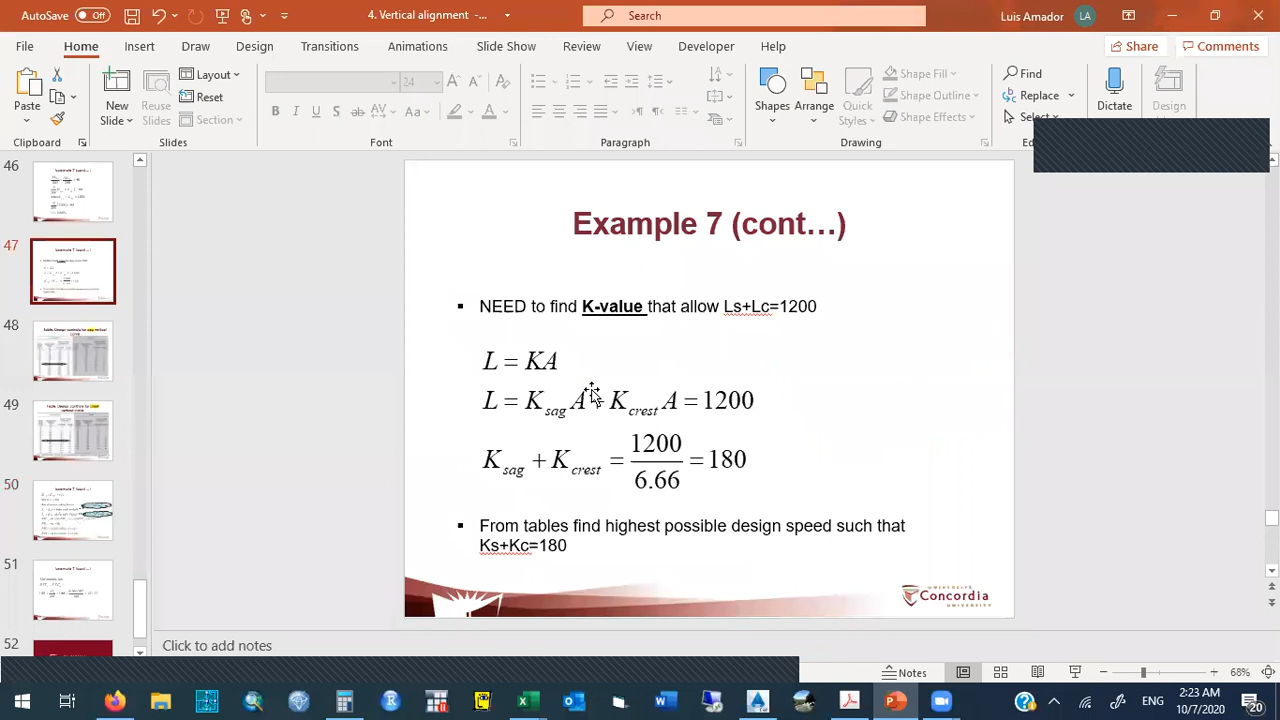 4.Vertical alignment- ...
Search
Luis Amador
LA
File Home Insert Draw Design Transitions Animations Slide Show Review View Developer Help
Share
Comments
Paste
New
Slide
Reuse
Slides
Layout
Reset
Section
24
Shapes
Arrange
Quick
Styles
Shape Fill
Shape Outline
Shape Effects
Find
Replace
Select
Dictate
Design
Clipboard Slides Font Paragraph Drawing
46
47
48
49
50
51
52
Example 7 (cont…)
▪ NEED to find K-value that allow Ls+Lc=1200
L = KA
L = K_sag A + K_crest A = 1200
K_sag + K_crest = 1200/6.66 = 180
▪ From tables find highest possible design speed such that
Ks+Kc=180
UNIVERSITÉ
Concordia
UNIVERSITY
Click to add notes
Notes
68%
ENG
2:23 AM
10/7/2020
20